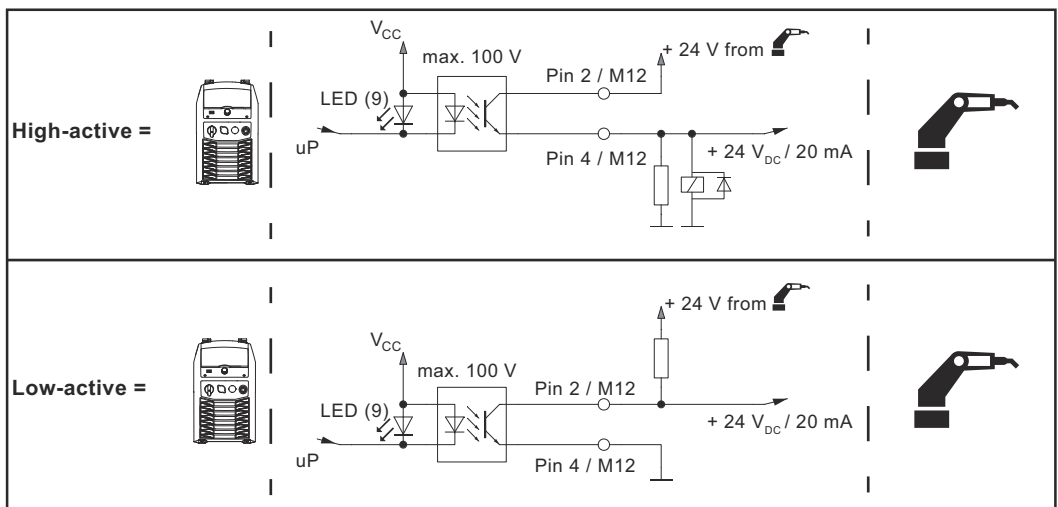 V_CC
+ 24 V from
max. 100 V
Pin 2 / M12
LED (9)
High-active =
uP
Pin 4 / M12
+ 24 V_DC / 20 mA
+ 24 V from
V_CC
max. 100 V
Pin 2 / M12
Low-active =
LED (9)
+ 24 V_DC / 20 mA
uP
Pin 4 / M12